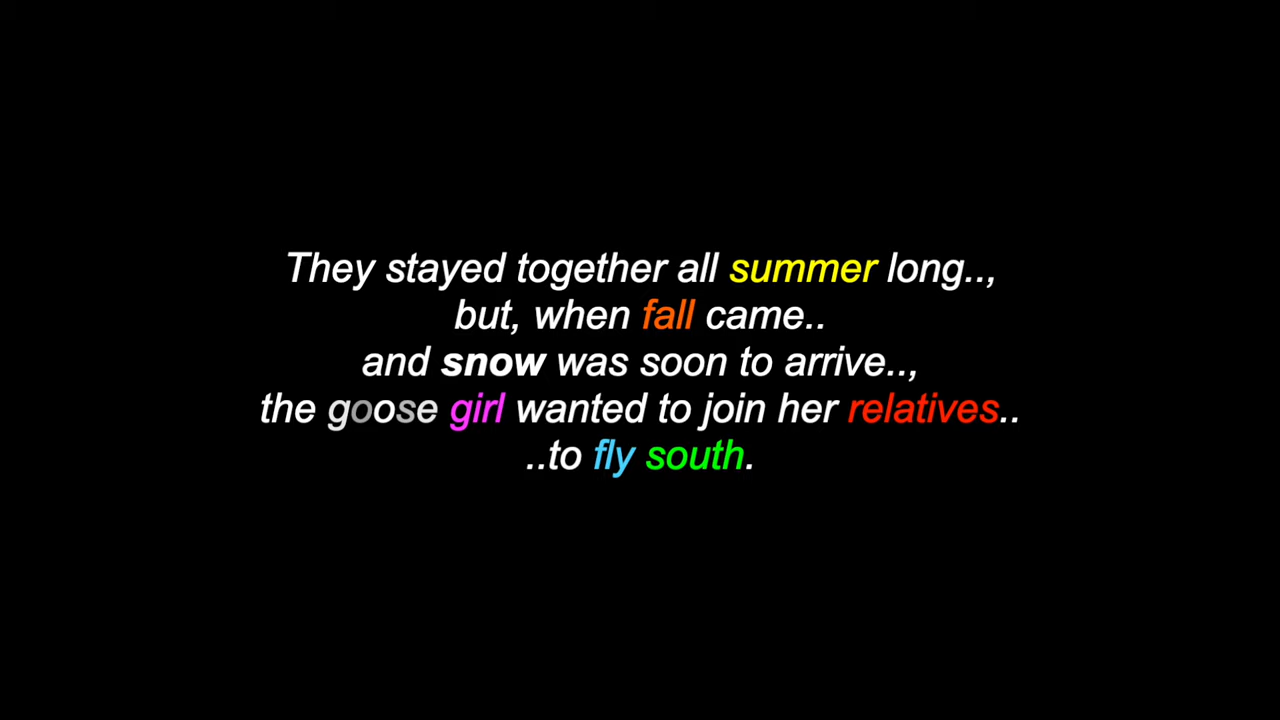 They stayed together all summer long..,
but, when fall came..
and snow was soon to arrive..,
the goose girl wanted to join her relatives..
..to fly south.